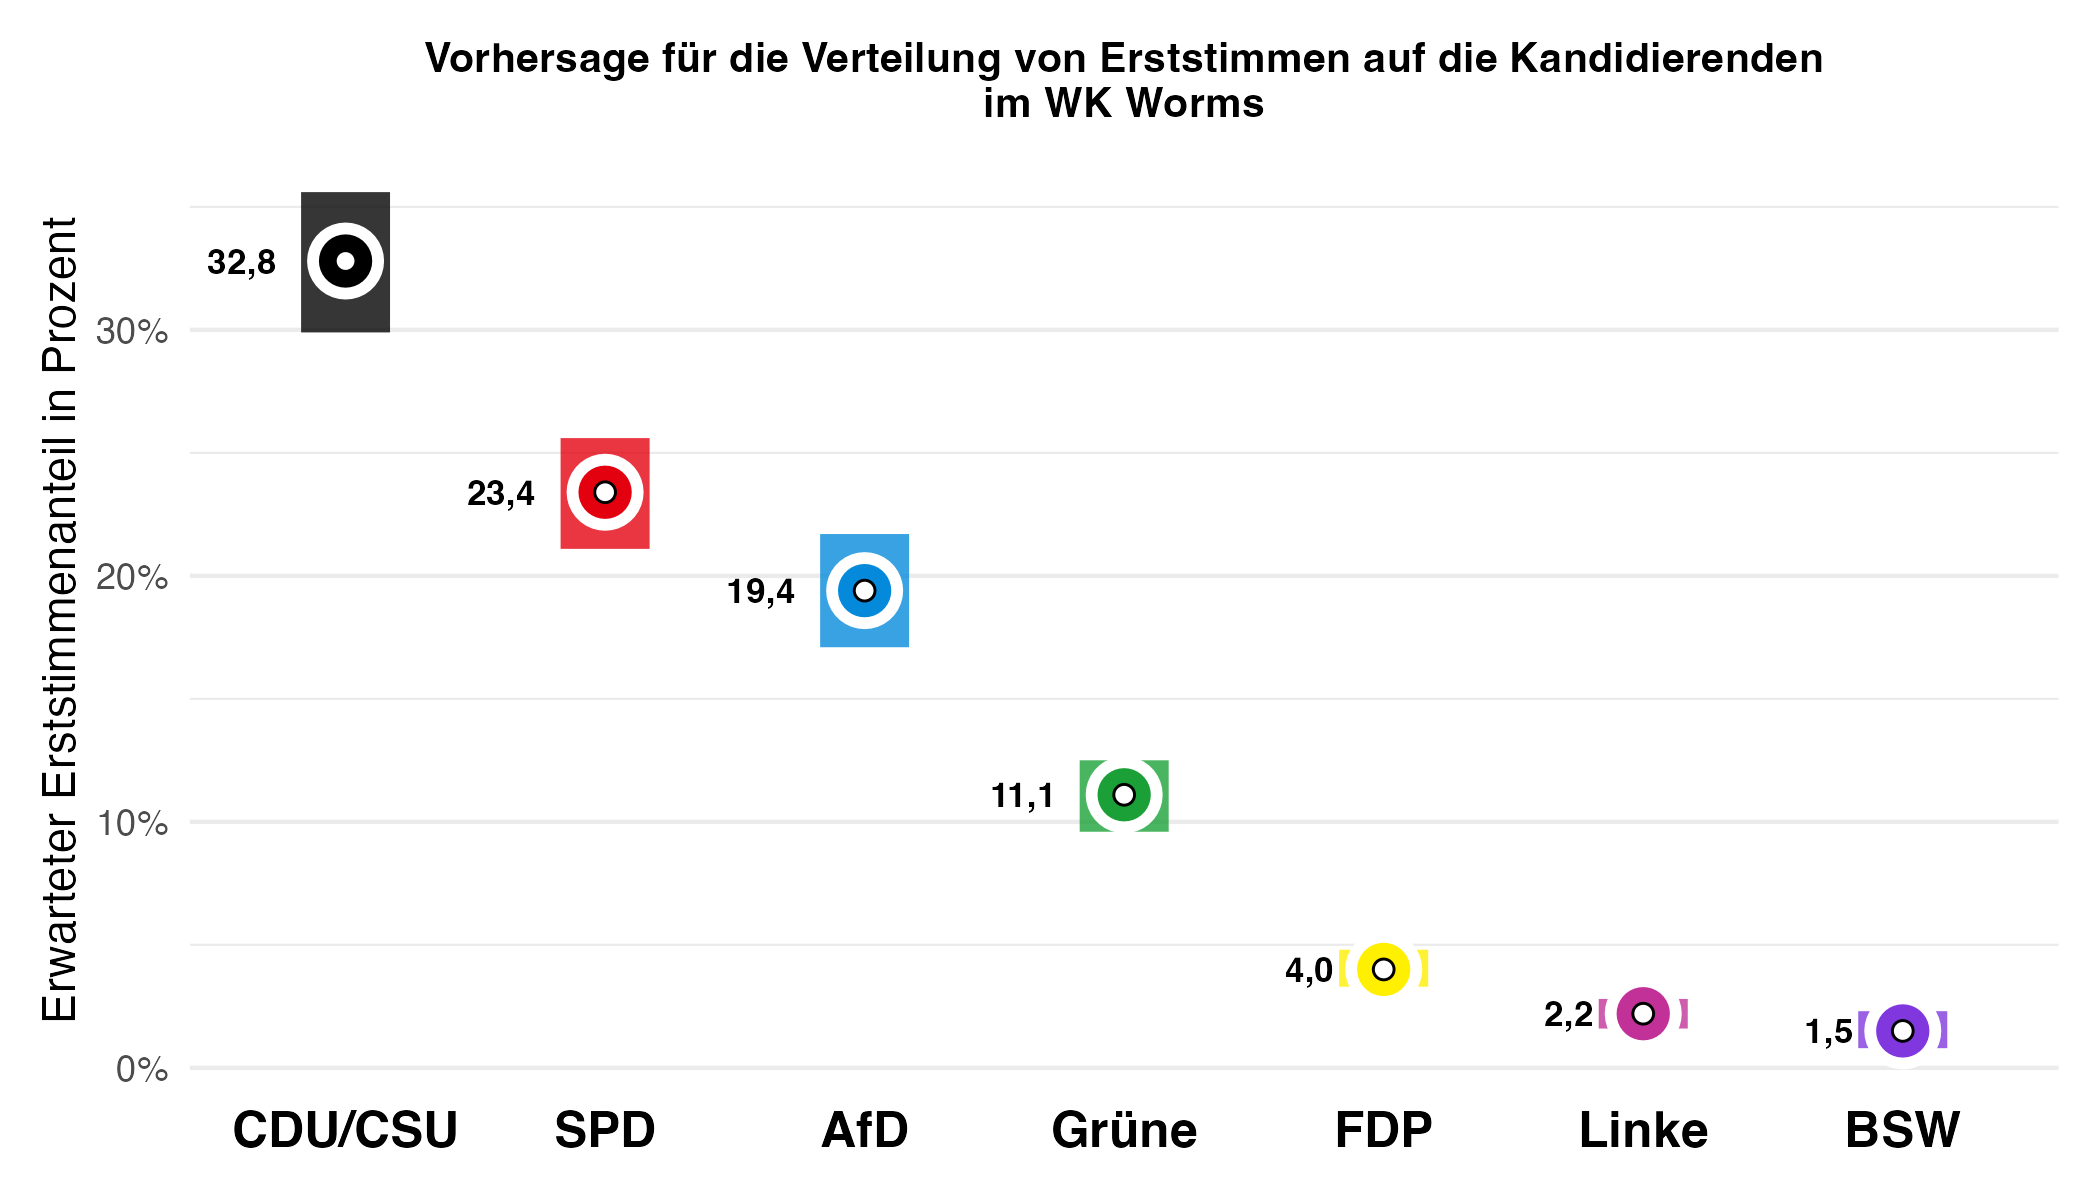 Vorhersage für die Verteilung von Erststimmen auf die Kandidierenden
im WK Worms
Erwarteter Erststimmenanteil in Prozent
30%
20%
10%
0%
32,8
23,4
19,4
11,1
4,0
2,2
1,5
CDU/CSU
SPD
AfD
Grüne
FDP
Linke
BSW